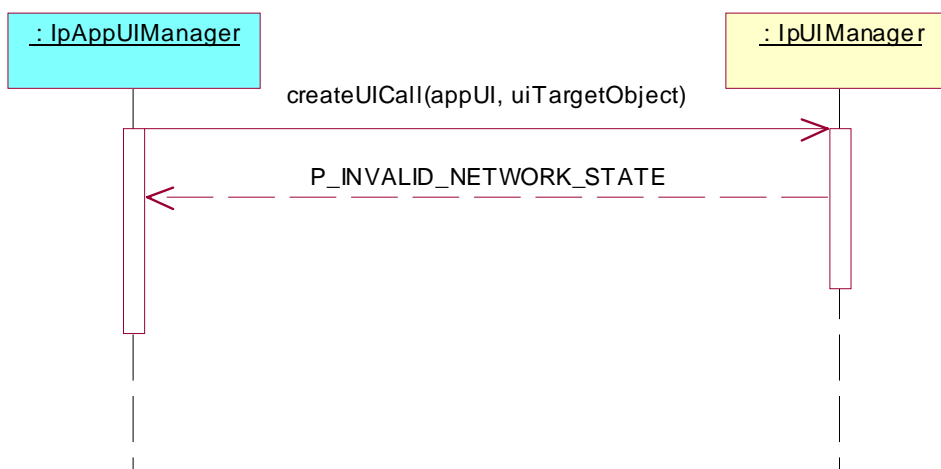 : IpAppUIManager
: IpUIManager
createUICall(appUI, uiTargetObject)
P_INVALID_NETWORK_STATE